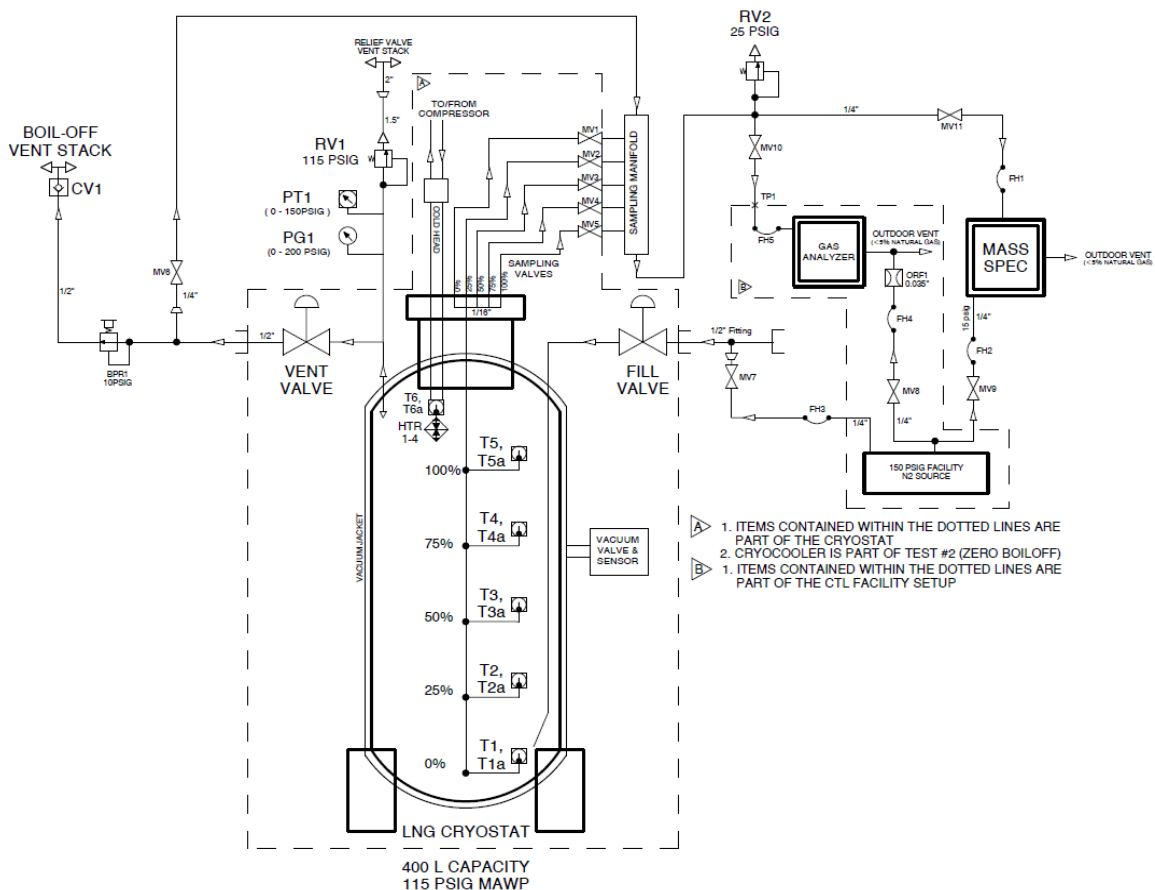 RV2
25 PSIG
RELIEF VALVE
VENT STACK
2"
A
TO/FROM
COMPRESSOR
1.5"
W
1/4"
MV11
BOIL-OFF
VENT STACK
CV1
RV1
115 PSIG
W
MV1
MV2
MV3
MV4
MV5
SAMPLING MANIFOLD
MV10
FH1
PT1
( 0 - 150PSIG )
PG1
(0 - 200 PSIG)
COLD HEAD
TP1
FH5
GAS
ANALYZER
OUTDOOR VENT
(<5% NATURAL GAS)
MASS
SPEC
OUTDOOR VENT
(<5% NATURAL GAS)
B
ORF1
0.035"
SAMPLING
VALVES
0%
25%
50%
75%
100%
1/16"
MV6
1/2"
1/4"
FH4
15 psig
1/4"
FH2
1/2"
BPR1
10PSIG
VENT
VALVE
FILL
VALVE
1/2" Fitting
MV7
MV8
MV9
FH3
1/4"
1/4"
T6,
T6a
HTR
1-4
150 PSIG FACILITY
N2 SOURCE
100%
T5,
T5a
VACUUM JACKET
75%
T4,
T4a
VACUUM
VALVE &
SENSOR
A 1. ITEMS CONTAINED WITHIN THE DOTTED LINES ARE
PART OF THE CRYOSTAT
2. CRYOCOOLER IS PART OF TEST #2 (ZERO BOILOFF)
B 1. ITEMS CONTAINED WITHIN THE DOTTED LINES ARE
PART OF THE CTL FACILITY SETUP
50%
T3,
T3a
25%
T2,
T2a
0%
T1,
T1a
LNG CRYOSTAT
400 L CAPACITY
115 PSIG MAWP